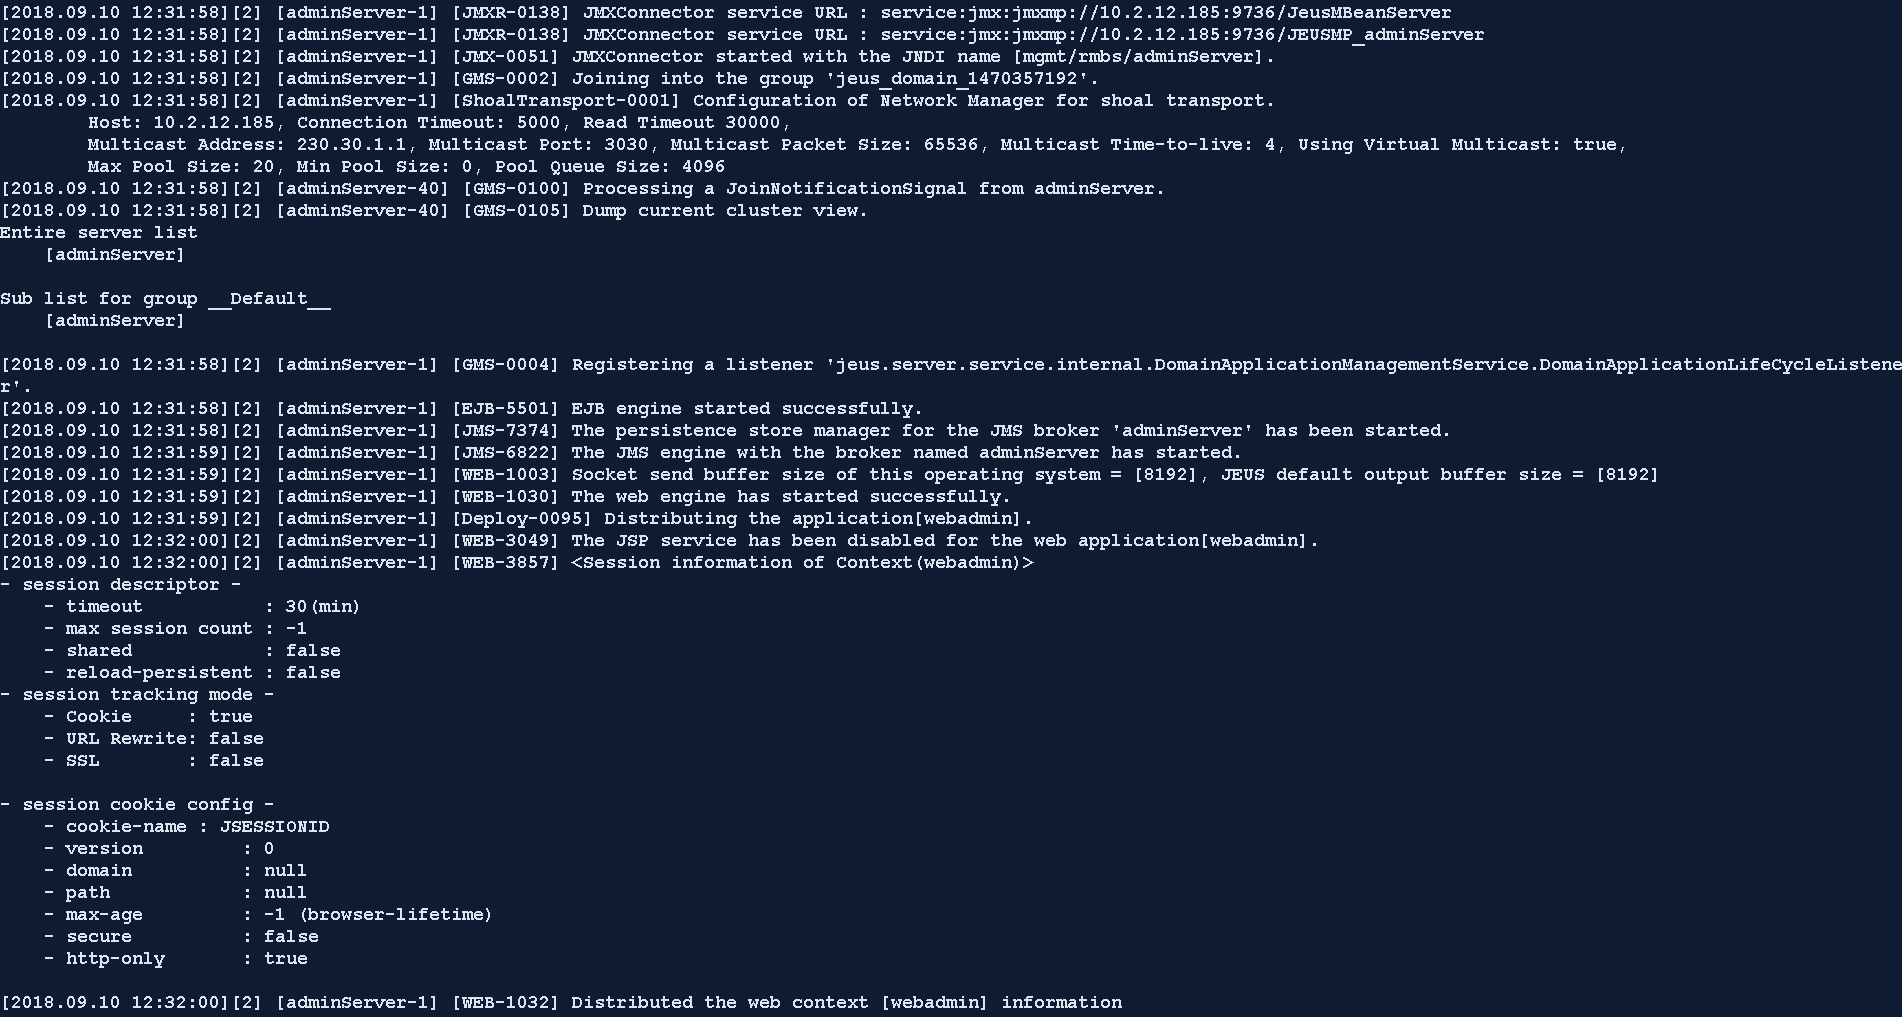 [2018.09.10 12:31:58][2] [adminServer-1] [JMXR-0138] JMXConnector service URL : service:jmx:jmxmp://10.2.12.185:9736/JeusMBeanServer
[2018.09.10 12:31:58][2] [adminServer-1] [JMXR-0138] JMXConnector service URL : service:jmx:jmxmp://10.2.12.185:9736/JEUSMP_adminServer
[2018.09.10 12:31:58][2] [adminServer-1] [JMX-0051] JMXConnector started with the JNDI name [mgmt/rmbs/adminServer].
[2018.09.10 12:31:58][2] [adminServer-1] [GMS-0002] Joining into the group 'jeus_domain_1470357192'.
[2018.09.10 12:31:58][2] [adminServer-1] [ShoalTransport-0001] Configuration of Network Manager for shoal transport.
        Host: 10.2.12.185, Connection Timeout: 5000, Read Timeout 30000,
        Multicast Address: 230.30.1.1, Multicast Port: 3030, Multicast Packet Size: 65536, Multicast Time-to-live: 4, Using Virtual Multicast: true,
        Max Pool Size: 20, Min Pool Size: 0, Pool Queue Size: 4096
[2018.09.10 12:31:58][2] [adminServer-40] [GMS-0100] Processing a JoinNotificationSignal from adminServer.
[2018.09.10 12:31:58][2] [adminServer-40] [GMS-0105] Dump current cluster view.
Entire server list
    [adminServer]

Sub list for group __Default__
    [adminServer]

[2018.09.10 12:31:58][2] [adminServer-1] [GMS-0004] Registering a listener 'jeus.server.service.internal.DomainApplicationManagementService.DomainApplicationLifeCycleListene
r'.
[2018.09.10 12:31:58][2] [adminServer-1] [EJB-5501] EJB engine started successfully.
[2018.09.10 12:31:58][2] [adminServer-1] [JMS-7374] The persistence store manager for the JMS broker 'adminServer' has been started.
[2018.09.10 12:31:59][2] [adminServer-1] [JMS-6822] The JMS engine with the broker named adminServer has started.
[2018.09.10 12:31:59][2] [adminServer-1] [WEB-1003] Socket send buffer size of this operating system = [8192], JEUS default output buffer size = [8192]
[2018.09.10 12:31:59][2] [adminServer-1] [WEB-1030] The web engine has started successfully.
[2018.09.10 12:31:59][2] [adminServer-1] [Deploy-0095] Distributing the application[webadmin].
[2018.09.10 12:32:00][2] [adminServer-1] [WEB-3049] The JSP service has been disabled for the web application[webadmin].
[2018.09.10 12:32:00][2] [adminServer-1] [WEB-3857] <Session information of Context(webadmin)>
- session descriptor -
    - timeout           : 30(min)
    - max session count : -1
    - shared            : false
    - reload-persistent : false
- session tracking mode -
    - Cookie     : true
    - URL Rewrite: false
    - SSL        : false

- session cookie config -
    - cookie-name : JSESSIONID
    - version         : 0
    - domain          : null
    - path            : null
    - max-age         : -1 (browser-lifetime)
    - secure          : false
    - http-only       : true

[2018.09.10 12:32:00][2] [adminServer-1] [WEB-1032] Distributed the web context [webadmin] information